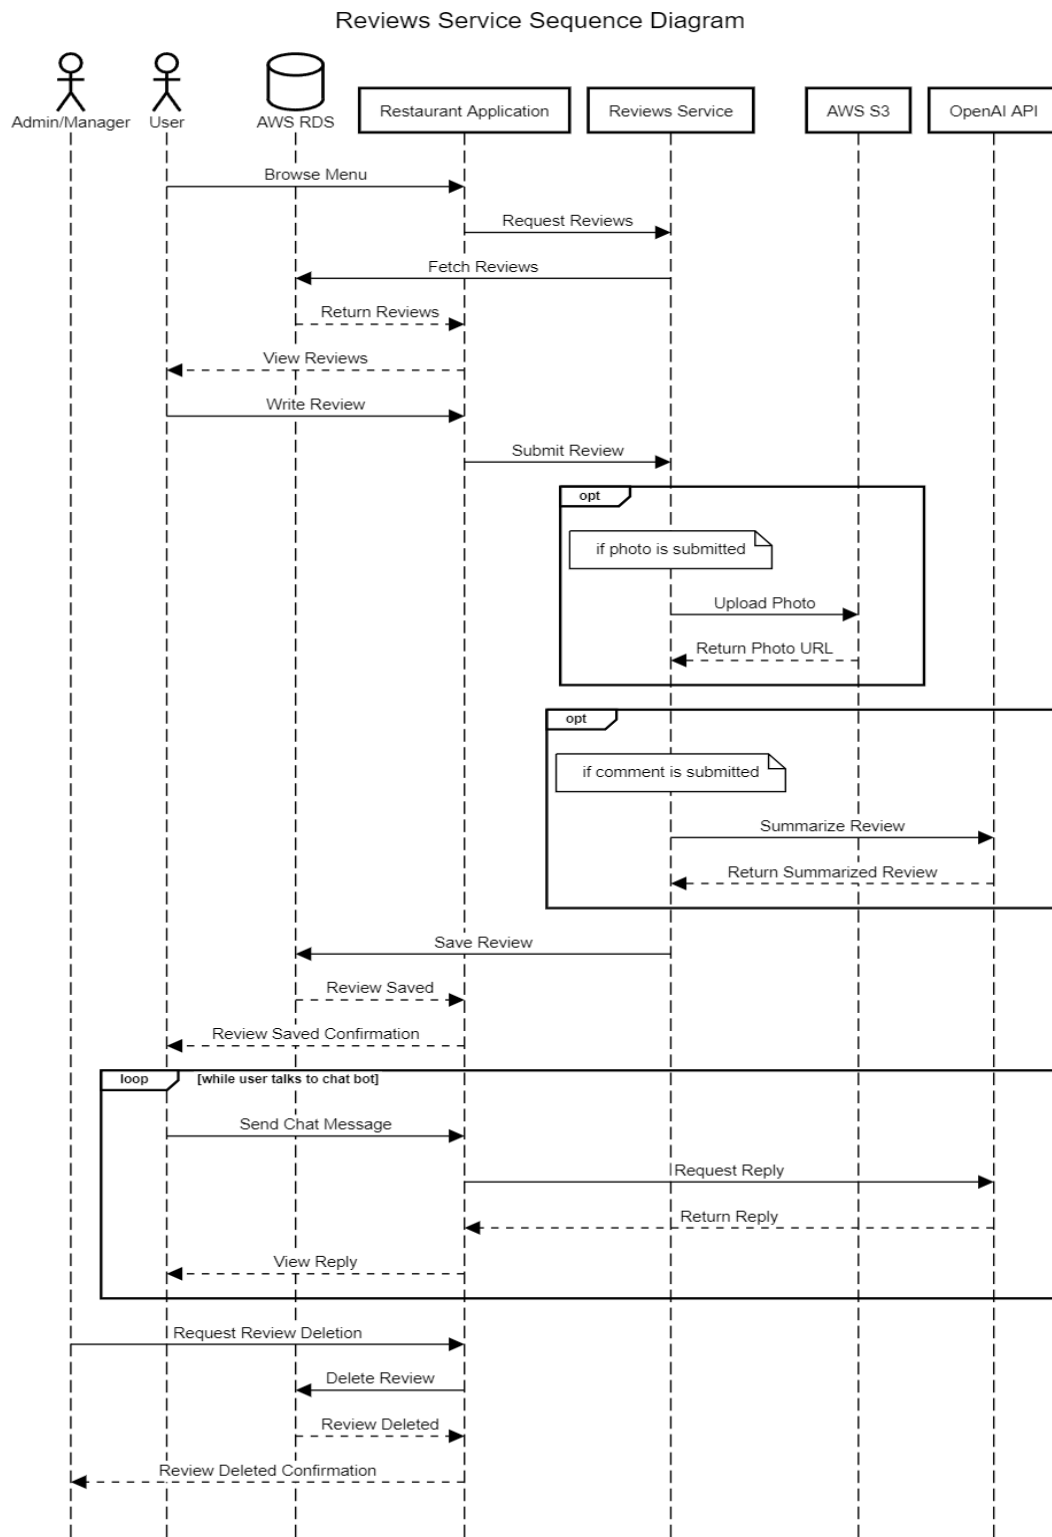 Reviews Service Sequence Diagram
Admin/Manager
User
AWS RDS
Restaurant Application
Reviews Service
AWS S3
OpenAI API
Browse Menu
Request Reviews
Fetch Reviews
Return Reviews
View Reviews
Write Review
Submit Review
opt
if photo is submitted
Upload Photo
Return Photo URL
opt
if comment is submitted
Summarize Review
Return Summarized Review
Save Review
Review Saved
Review Saved Confirmation
loop [while user talks to chat bot]
Send Chat Message
Request Reply
Return Reply
View Reply
Request Review Deletion
Delete Review
Review Deleted
Review Deleted Confirmation